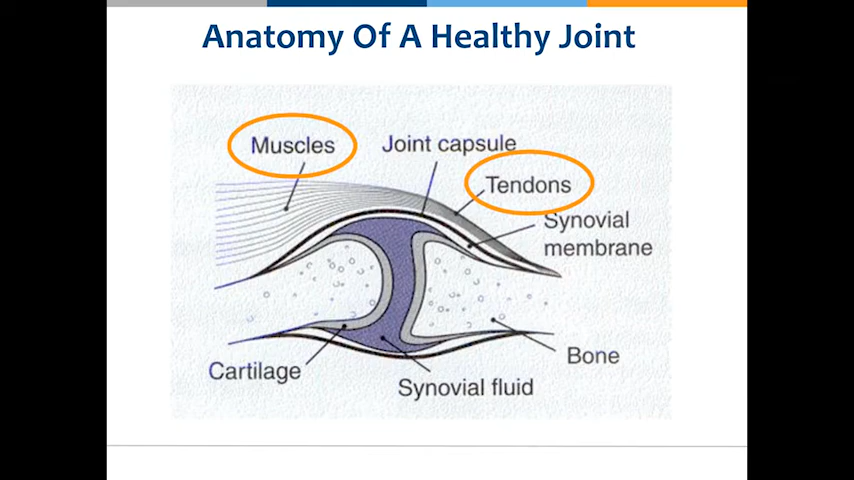 Anatomy Of A Healthy Joint
Muscles
Joint capsule
Tendons
Synovial
membrane
Bone
Cartilage
Synovial fluid